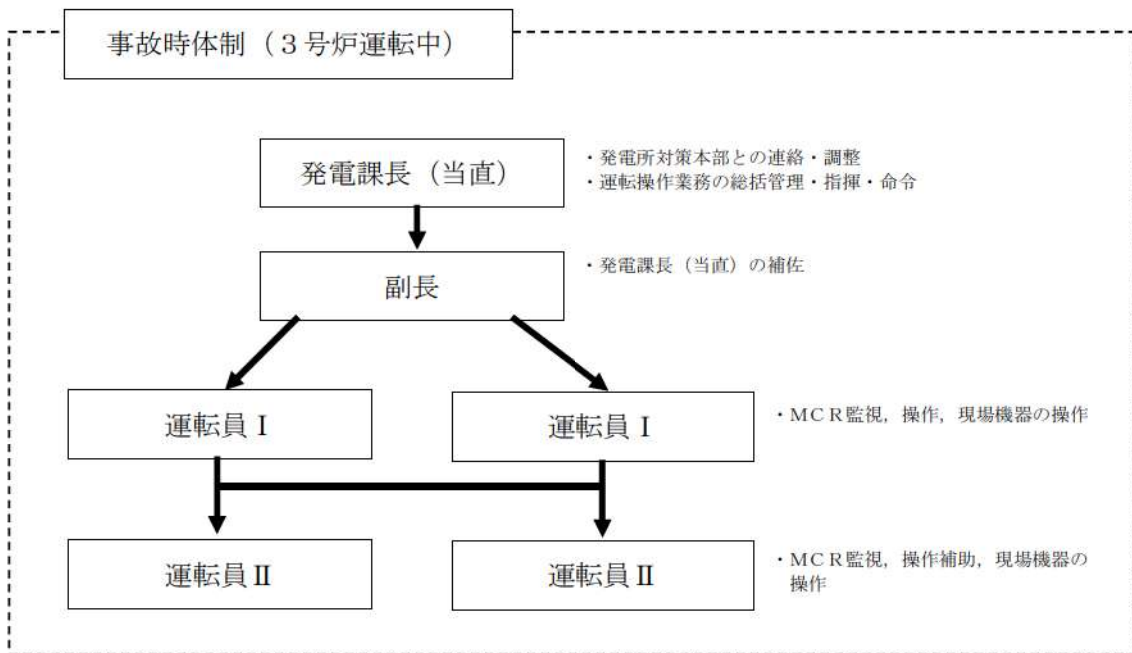 事故時体制（３号炉運転中）
発電課長（当直）
・発電所対策本部との連絡・調整
・運転操作業務の総括管理・指揮・命令
副長
・発電課長（当直）の補佐
運転員Ⅰ
運転員Ⅰ
・ＭＣＲ監視，操作，現場機器の操作
運転員Ⅱ
運転員Ⅱ
・ＭＣＲ監視，操作補助，現場機器の
操作